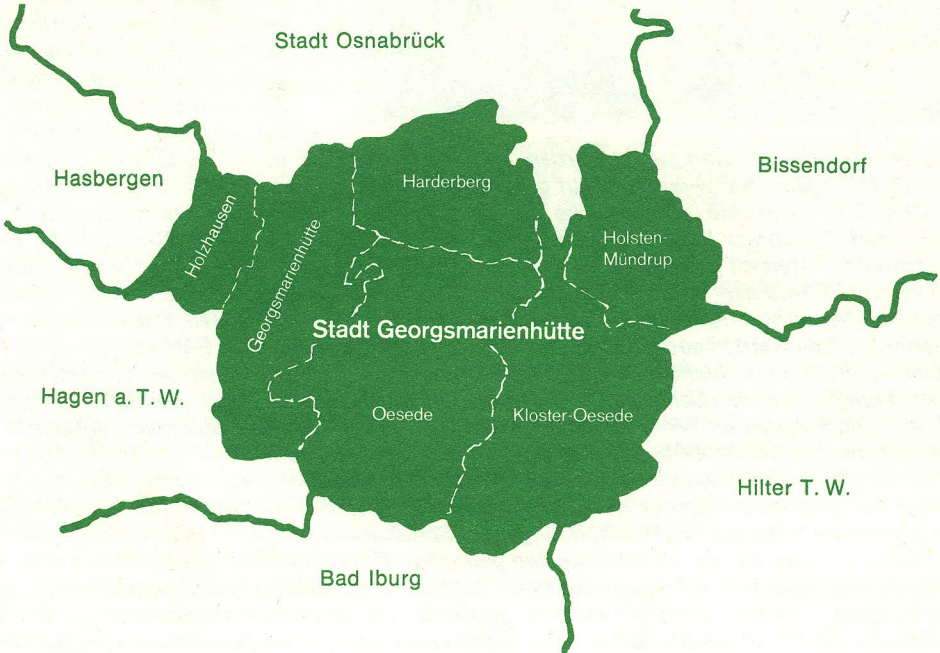 Stadt Osnabrück
Hasbergen
Bissendorf
Harderberg
Holzhausen
Georgsmarienhütte
Holsten-
Mündrup
Stadt Georgsmarienhütte
Hagen a. T. W.
Oesede
Kloster-Oesede
Hilter T. W.
Bad Iburg